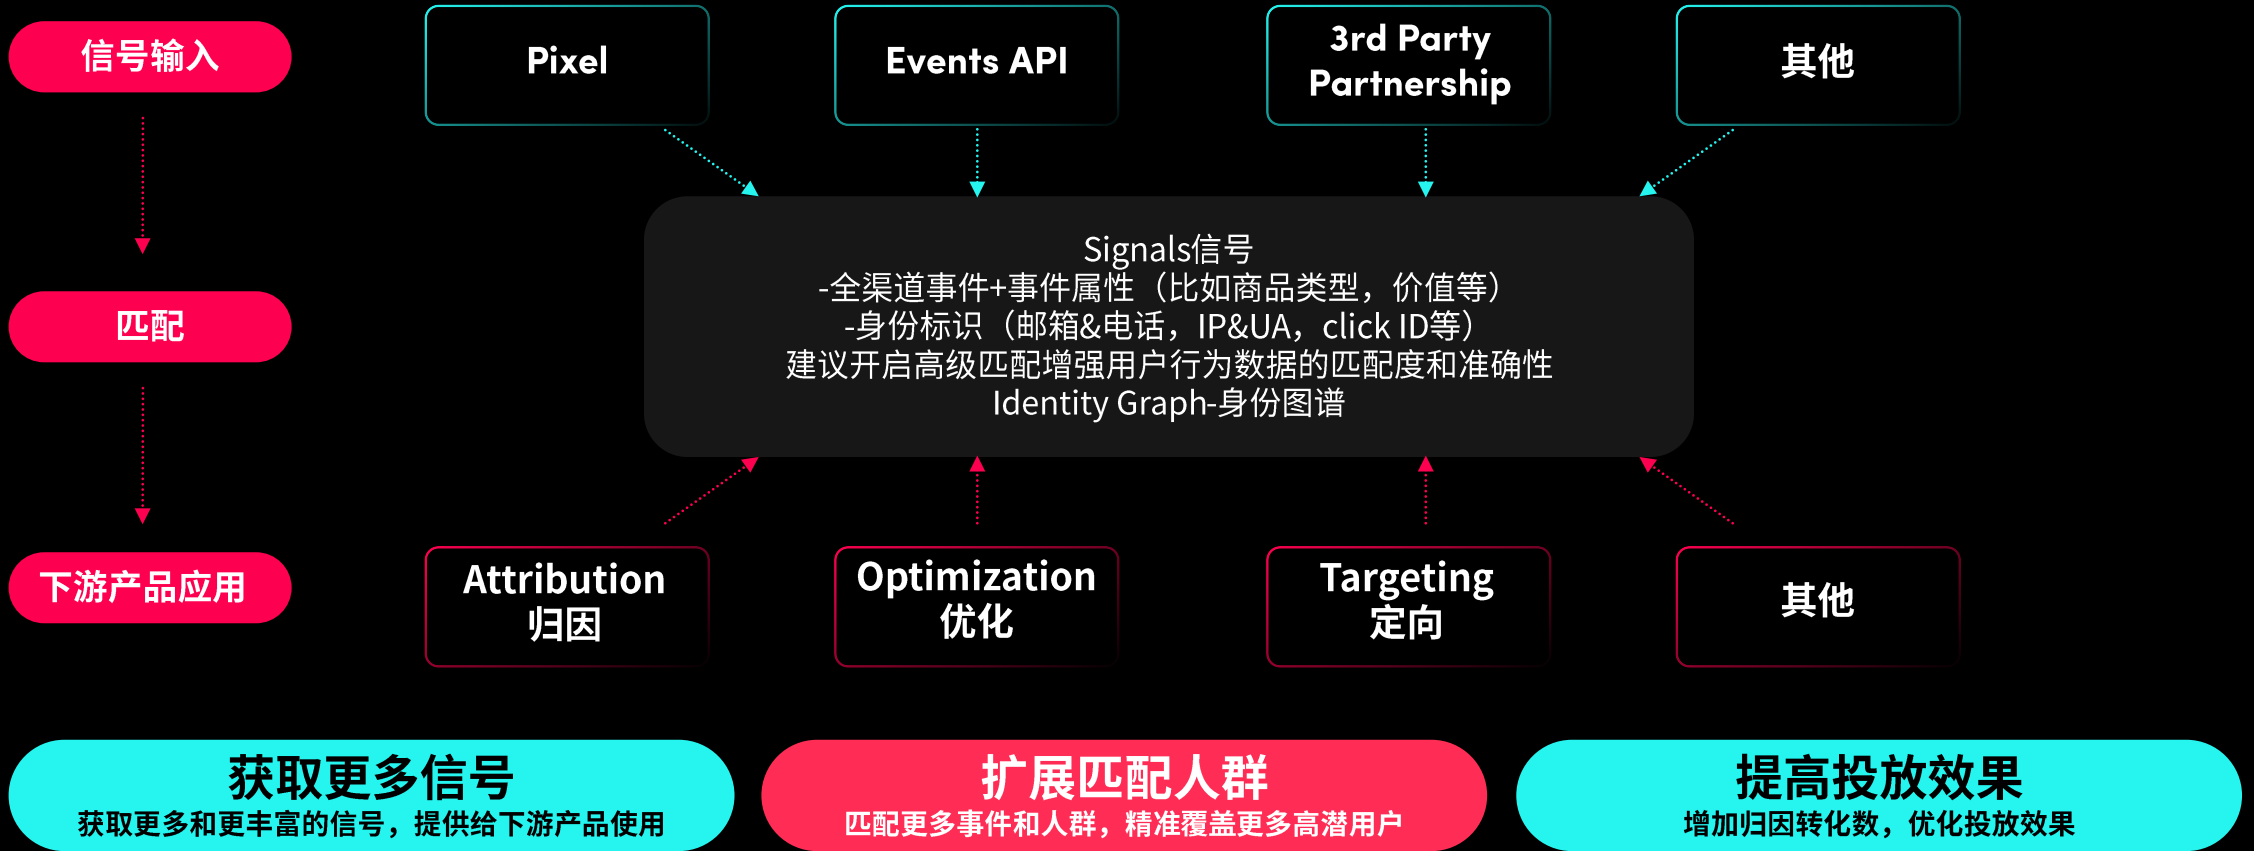 信号输入
Pixel
Events API
3rd Party
Partnership
其他
Signals信号
-全渠道事件+事件属性（比如商品类型，价值等）
-身份标识（邮箱&电话，IP&UA，click ID等）
建议开启高级匹配增强用户行为数据的匹配度和准确性
Identity Graph-身份图谱
匹配
下游产品应用
Attribution
归因
Optimization
优化
Targeting
定向
其他
获取更多信号
获取更多和更丰富的信号，提供给下游产品使用
扩展匹配人群
匹配更多事件和人群，精准覆盖更多高潜用户
提高投放效果
增加归因转化数，优化投放效果